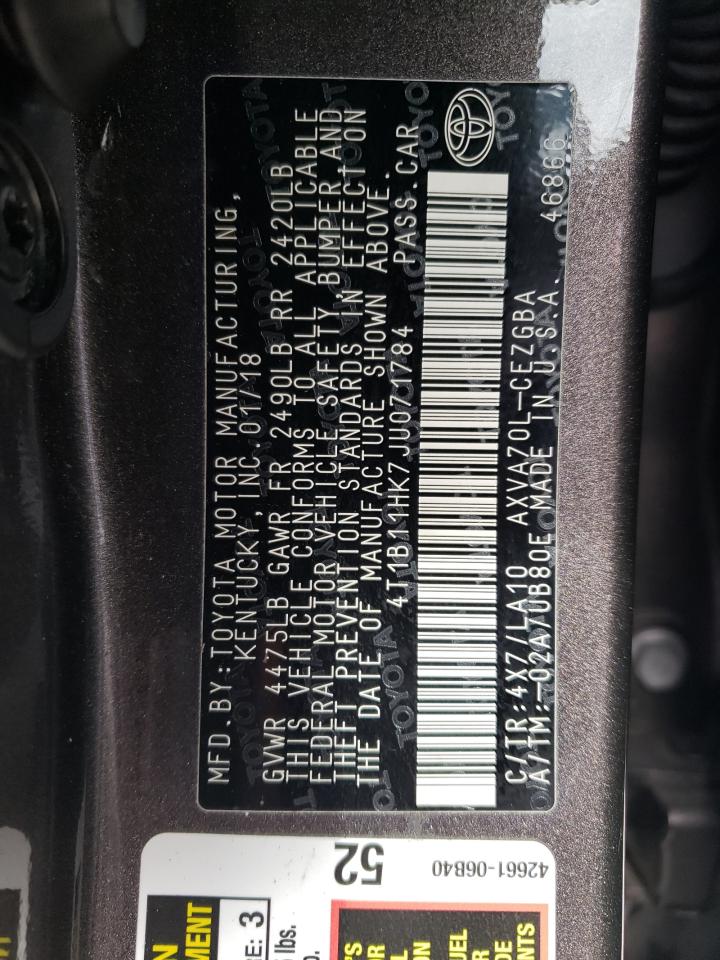 MFD.BY:TOYOTA MOTOR MANUFACTURING,
KENTUCKY, INC. 01/18
GVWR 4475LB GAWR FR 2490LB RR 2420LB
THIS VEHICLE CONFORMS TO ALL APPLICABLE
FEDERAL MOTOR VEHICLE SAFETY, BUMPER, AND
THEFT PREVENTION STANDARDS IN EFFECT ON
THE DATE OF MANUFACTURE SHOWN ABOVE.
4T1B11HK7JU071784 PASS.CAR
C/TR:4X7/LA10 AXVA70L-CEZGBA
A/TM:-02A/UB80E MADE IN U.S.A. 46866
52
42661-06B40
MENT
E: 3
lbs.